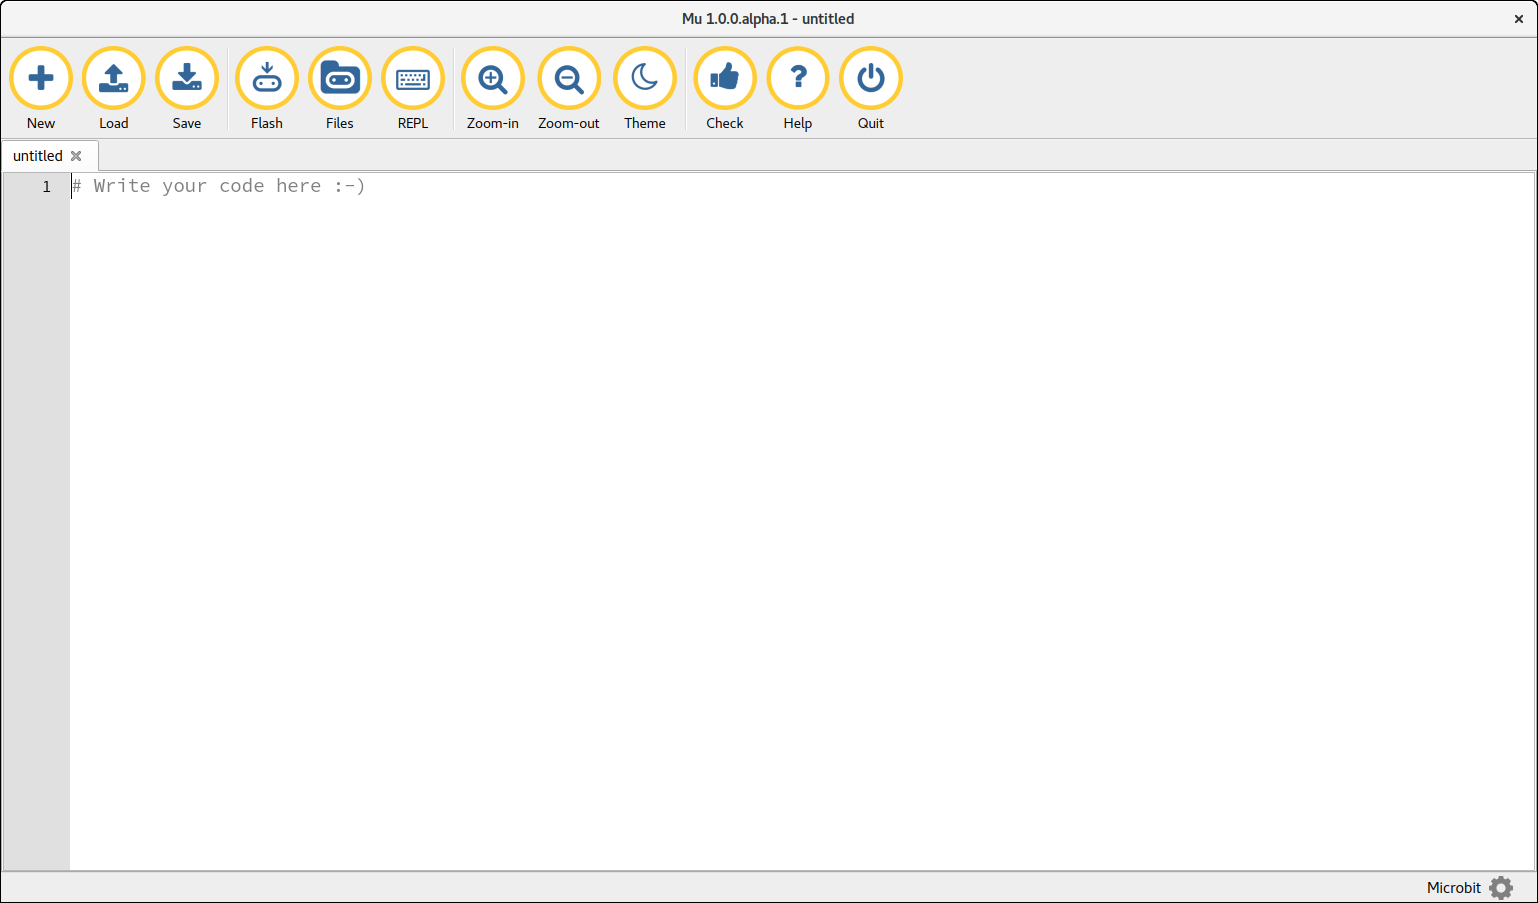 Mu 1.0.0.alpha.1 - untitled
New Load Save Flash Files REPL Zoom-in Zoom-out Theme Check Help Quit
untitled
1 # Write your code here :-)
Microbit